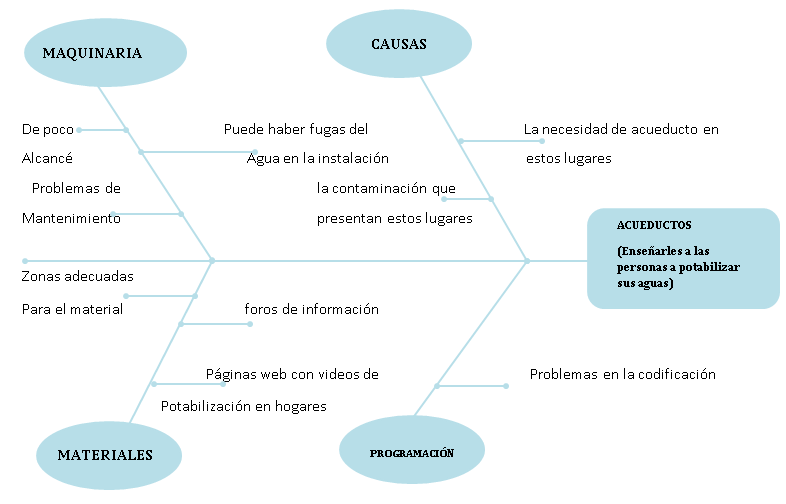 MAQUINARIA
CAUSAS
De poco
Alcancé
Puede haber fugas del
Agua en la instalación
La necesidad de acueducto en
estos lugares
Problemas de
Mantenimiento
la contaminación que
presentan estos lugares
ACUEDUCTOS
(Enseñarles a las
personas a potabilizar
sus aguas)
Zonas adecuadas
Para el material
foros de información
Páginas web con videos de
Potabilización en hogares
Problemas en la codificación
MATERIALES
PROGRAMACIÓN